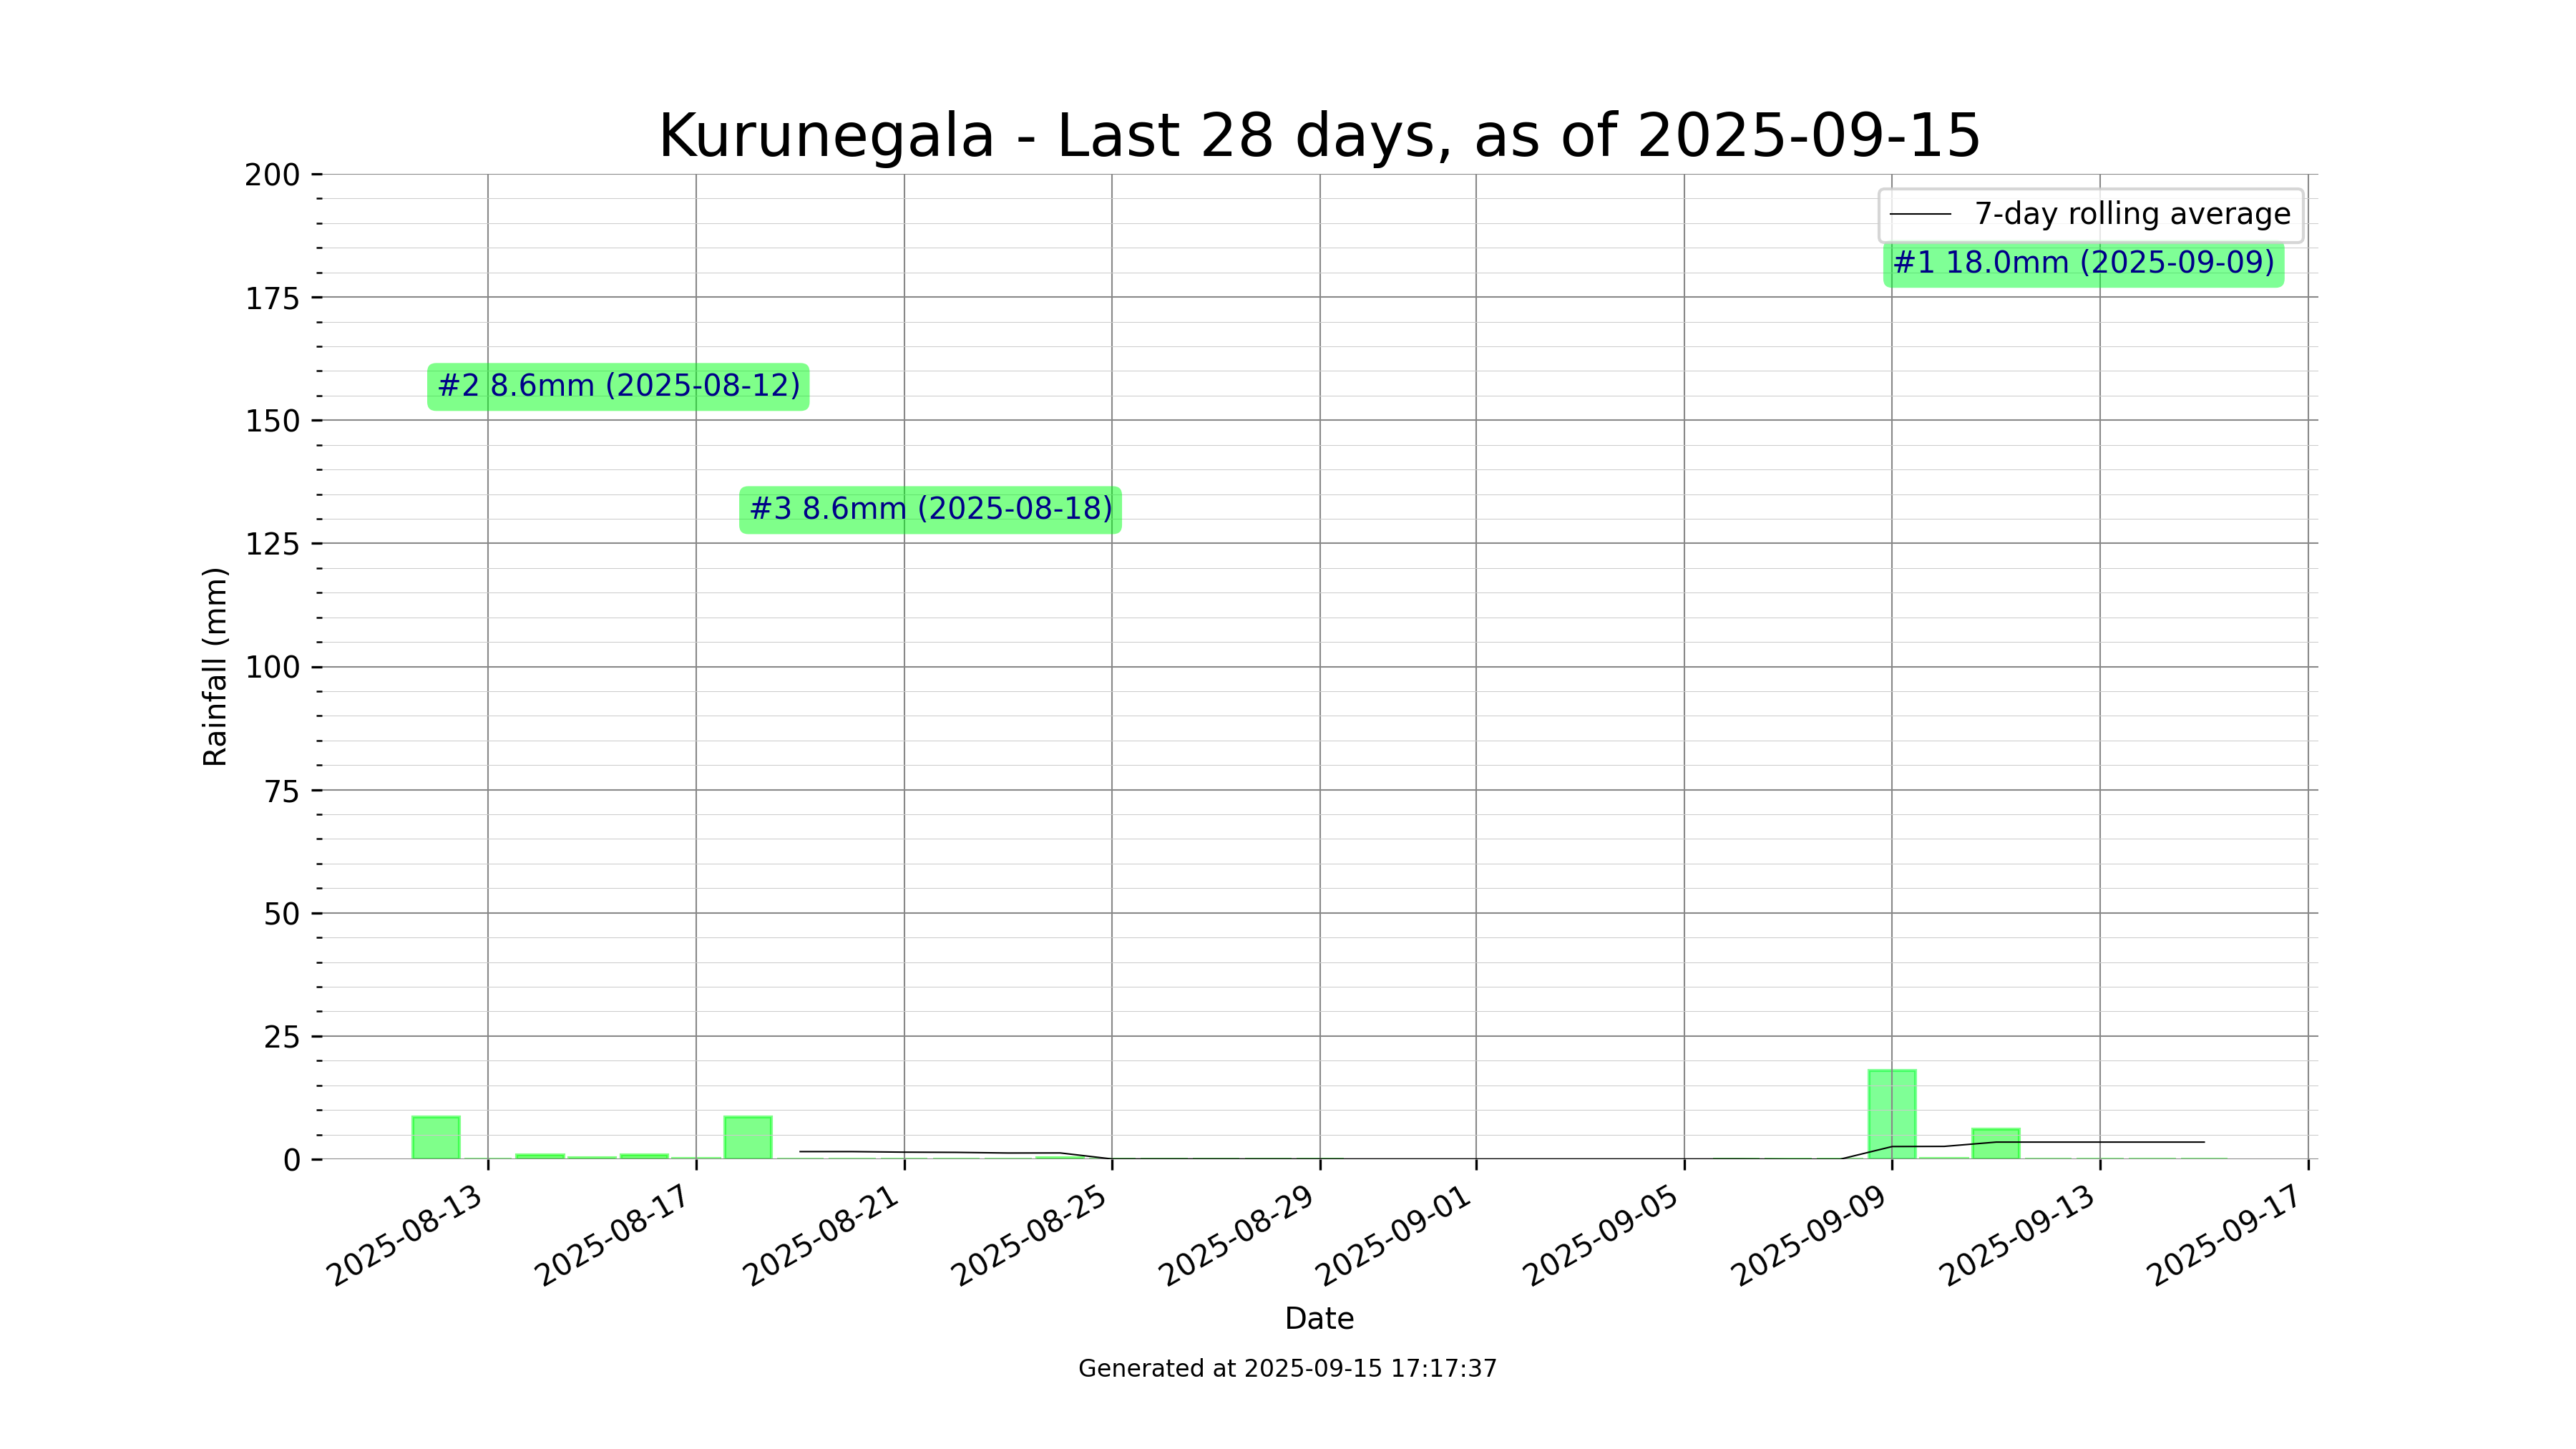 Kurunegala - Last 28 days, as of 2025-09-15
200
175
150
125
100
75
50
25
0
Rainfall (mm)
7-day rolling average
#1 18.0mm (2025-09-09)
#2 8.6mm (2025-08-12)
#3 8.6mm (2025-08-18)
2025-08-13
2025-08-17
2025-08-21
2025-08-25
2025-08-29
2025-09-01
2025-09-05
2025-09-09
2025-09-13
2025-09-17
Date
Generated at 2025-09-15 17:17:37